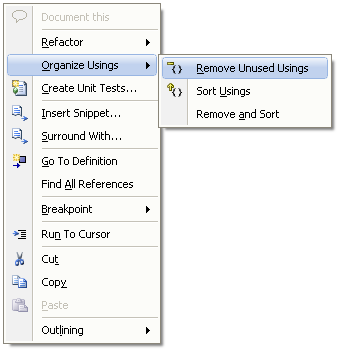 Document this
Refactor
Organize Usings
Create Unit Tests...
Insert Snippet...
Surround With...
Go To Definition
Find All References
Breakpoint
Run To Cursor
Cut
Copy
Paste
Outlining
Remove Unused Usings
Sort Usings
Remove and Sort